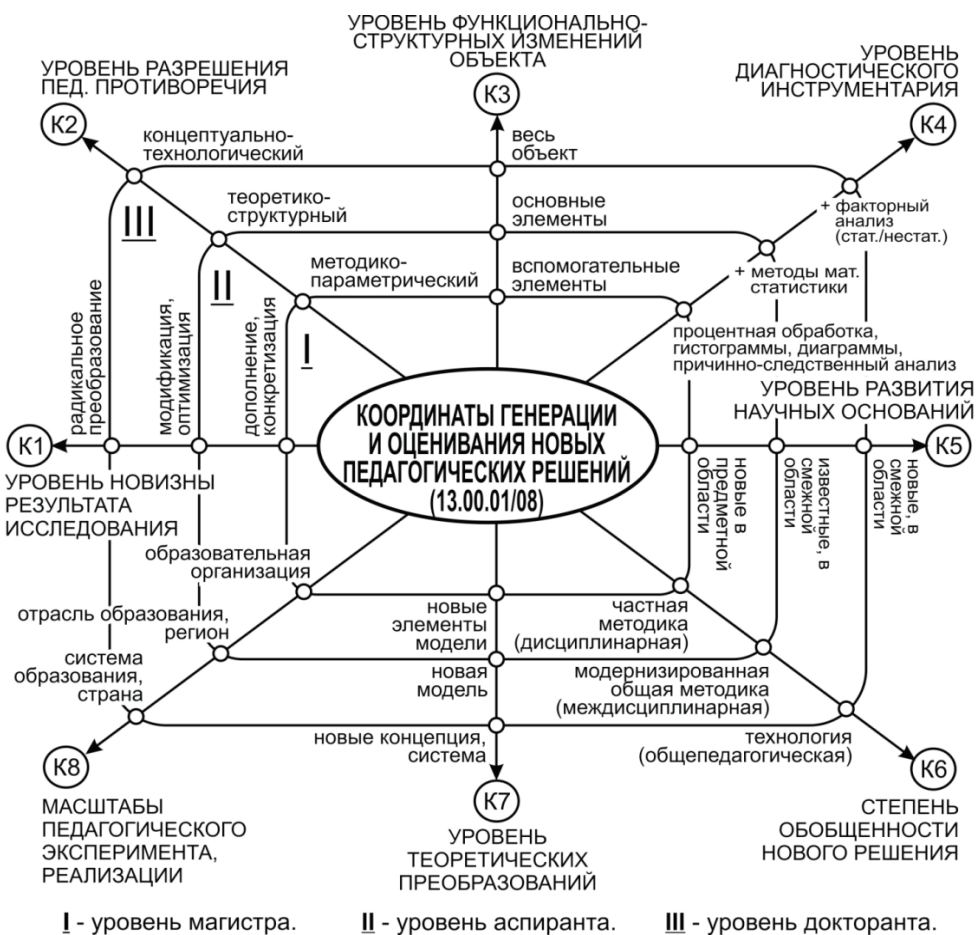 УРОВЕНЬ ФУНКЦИОНАЛЬНО-
СТРУКТУРНЫХ ИЗМЕНЕНИЙ
ОБЪЕКТА
К3
УРОВЕНЬ РАЗРЕШЕНИЯ
ПЕД. ПРОТИВОРЕЧИЯ
К2
УРОВЕНЬ
ДИАГНОСТИЧЕСКОГО
ИНСТРУМЕНТАРИЯ
К4
концептуально-
технологический
весь
объект
III
теоретико-
структурный
основные
элементы
+ факторный
анализ
(стат./нестат.)
II
методико-
параметрический
вспомогательные
элементы
+ методы мат.
статистики
I
процентная обработка,
гистограммы, диаграммы,
причинно-следственный анализ
радикальное
преобразование
модификация,
оптимизация
дополнение,
конкретизация
КООРДИНАТЫ ГЕНЕРАЦИИ
И ОЦЕНИВАНИЯ НОВЫХ
ПЕДАГОГИЧЕСКИХ РЕШЕНИЙ
(13.00.01/08)
УРОВЕНЬ РАЗВИТИЯ
НАУЧНЫХ ОСНОВАНИЙ
К1
К5
УРОВЕНЬ НОВИЗНЫ
РЕЗУЛЬТАТА
ИССЛЕДОВАНИЯ
новые в
предметной
области
известные, в
смежной
области
новые, в
смежной
области
образовательная
организация
отрасль образования,
регион
система
образования,
страна
новые
элементы
модели
новая
модель
новые концепция,
система
частная
методика
(дисциплинарная)
модернизированная
общая методика
(междисциплинарная)
технология
(общепедагогическая)
К8
К7
К6
МАСШТАБЫ
ПЕДАГОГИЧЕСКОГО
ЭКСПЕРИМЕНТА,
РЕАЛИЗАЦИИ
УРОВЕНЬ
ТЕОРЕТИЧЕСКИХ
ПРЕОБРАЗОВАНИЙ
СТЕПЕНЬ
ОБОБЩЕННОСТИ
НОВОГО РЕШЕНИЯ
I - уровень магистра. II - уровень аспиранта. III - уровень докторанта.